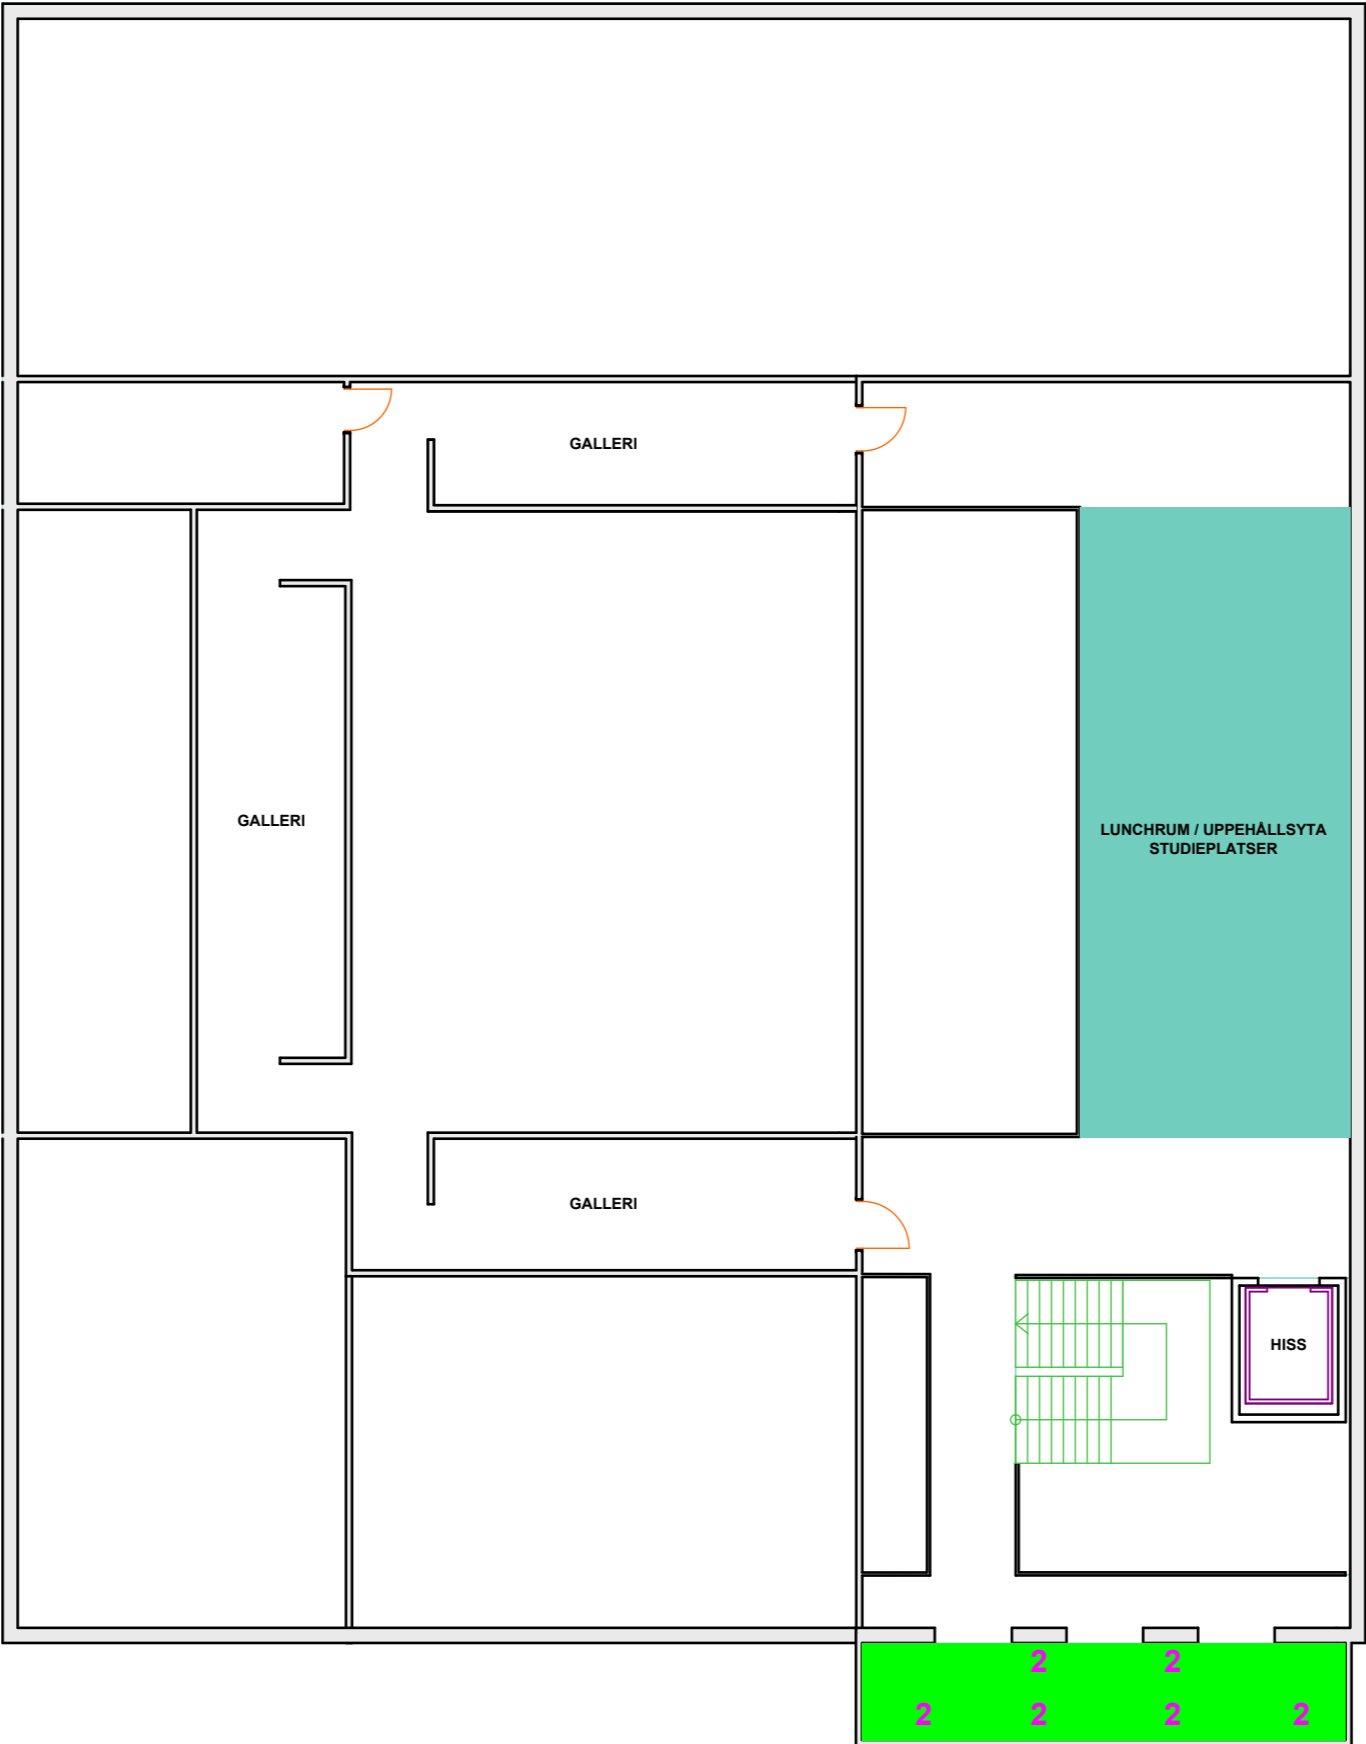 GALLERI
GALLERI
LUNCHRUM / UPPEHÅLLSYTA
STUDIEPLATSER
GALLERI
HISS
2 2
2 2 2 2